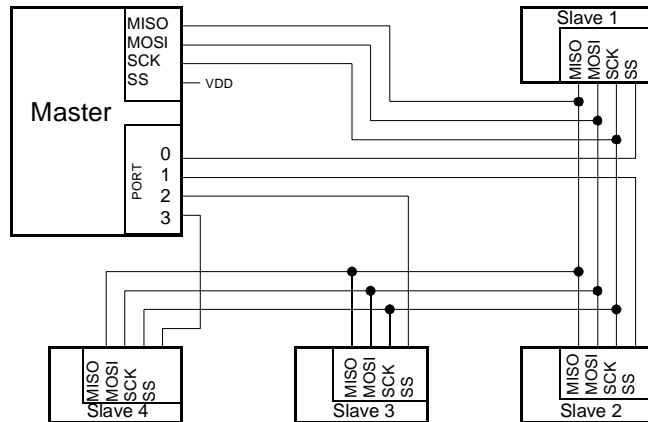 Master
MISO
MOSI
SCK
SS
VDD
PORT
0
1
2
3
Slave 1
MISO
MOSI
SCK
SS
MISO
MOSI
SCK
SS
Slave 4
MISO
MOSI
SCK
SS
Slave 3
MISO
MOSI
SCK
SS
Slave 2